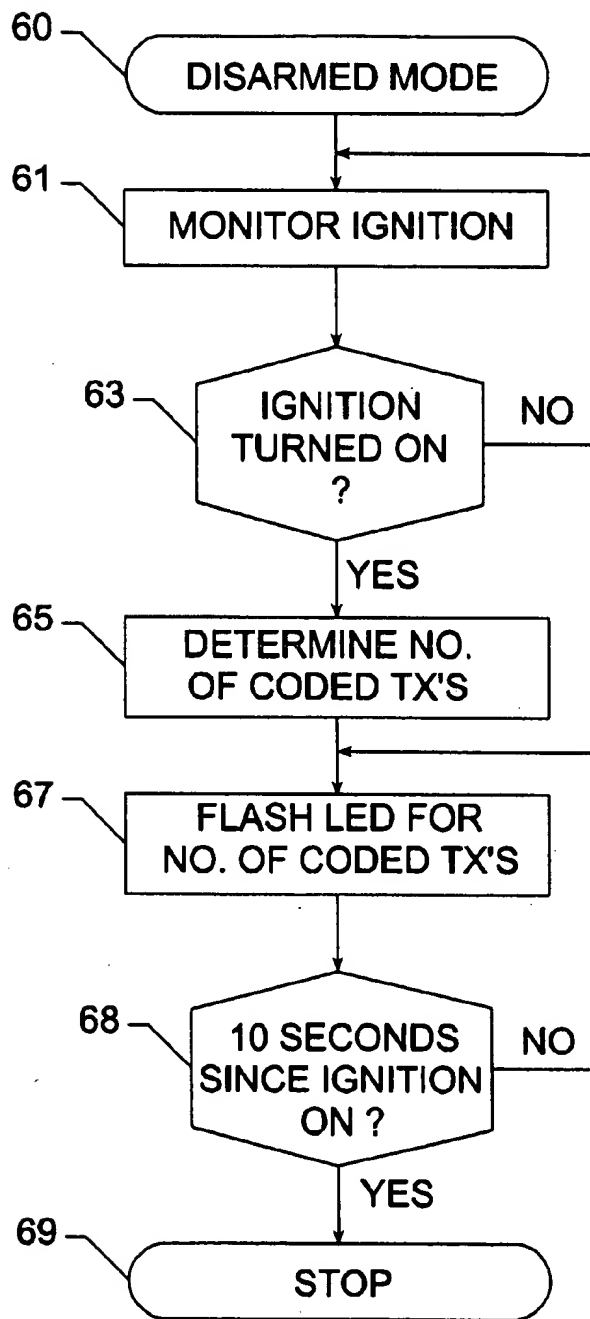 60
DISARMED MODE
61
MONITOR IGNITION
63
IGNITION
TURNED ON
?
NO
YES
65
DETERMINE NO.
OF CODED TX'S
67
FLASH LED FOR
NO. OF CODED TX'S
68
10 SECONDS
SINCE IGNITION
ON ?
NO
YES
69
STOP